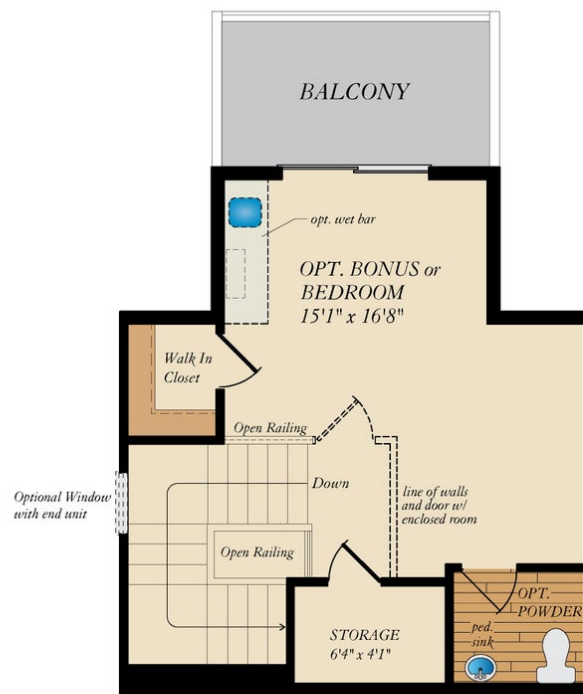 BALCONY
opt. wet bar
OPT. BONUS or
BEDROOM
15'1" x 16'8"
Walk In
Closet
Open Railing
Down
Optional Window
with end unit
line of walls
and door w/
enclosed room
Open Railing
OPT.
POWDER
STORAGE
6'4" x 4'1"
ped.
sink